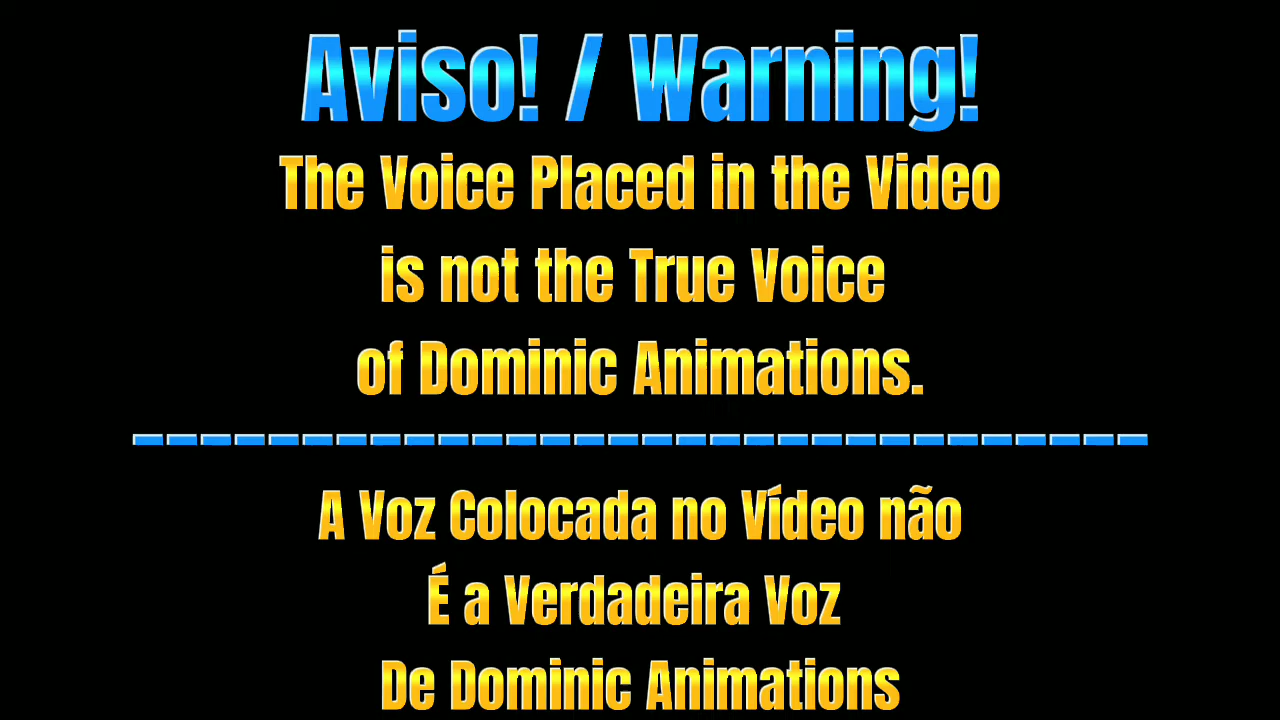 Aviso! / Warning!
The Voice Placed in the Video
is not the True Voice
of Dominic Animations.
------------------------------
A Voz Colocada no Vídeo não
É a Verdadeira Voz
De Dominic Animations